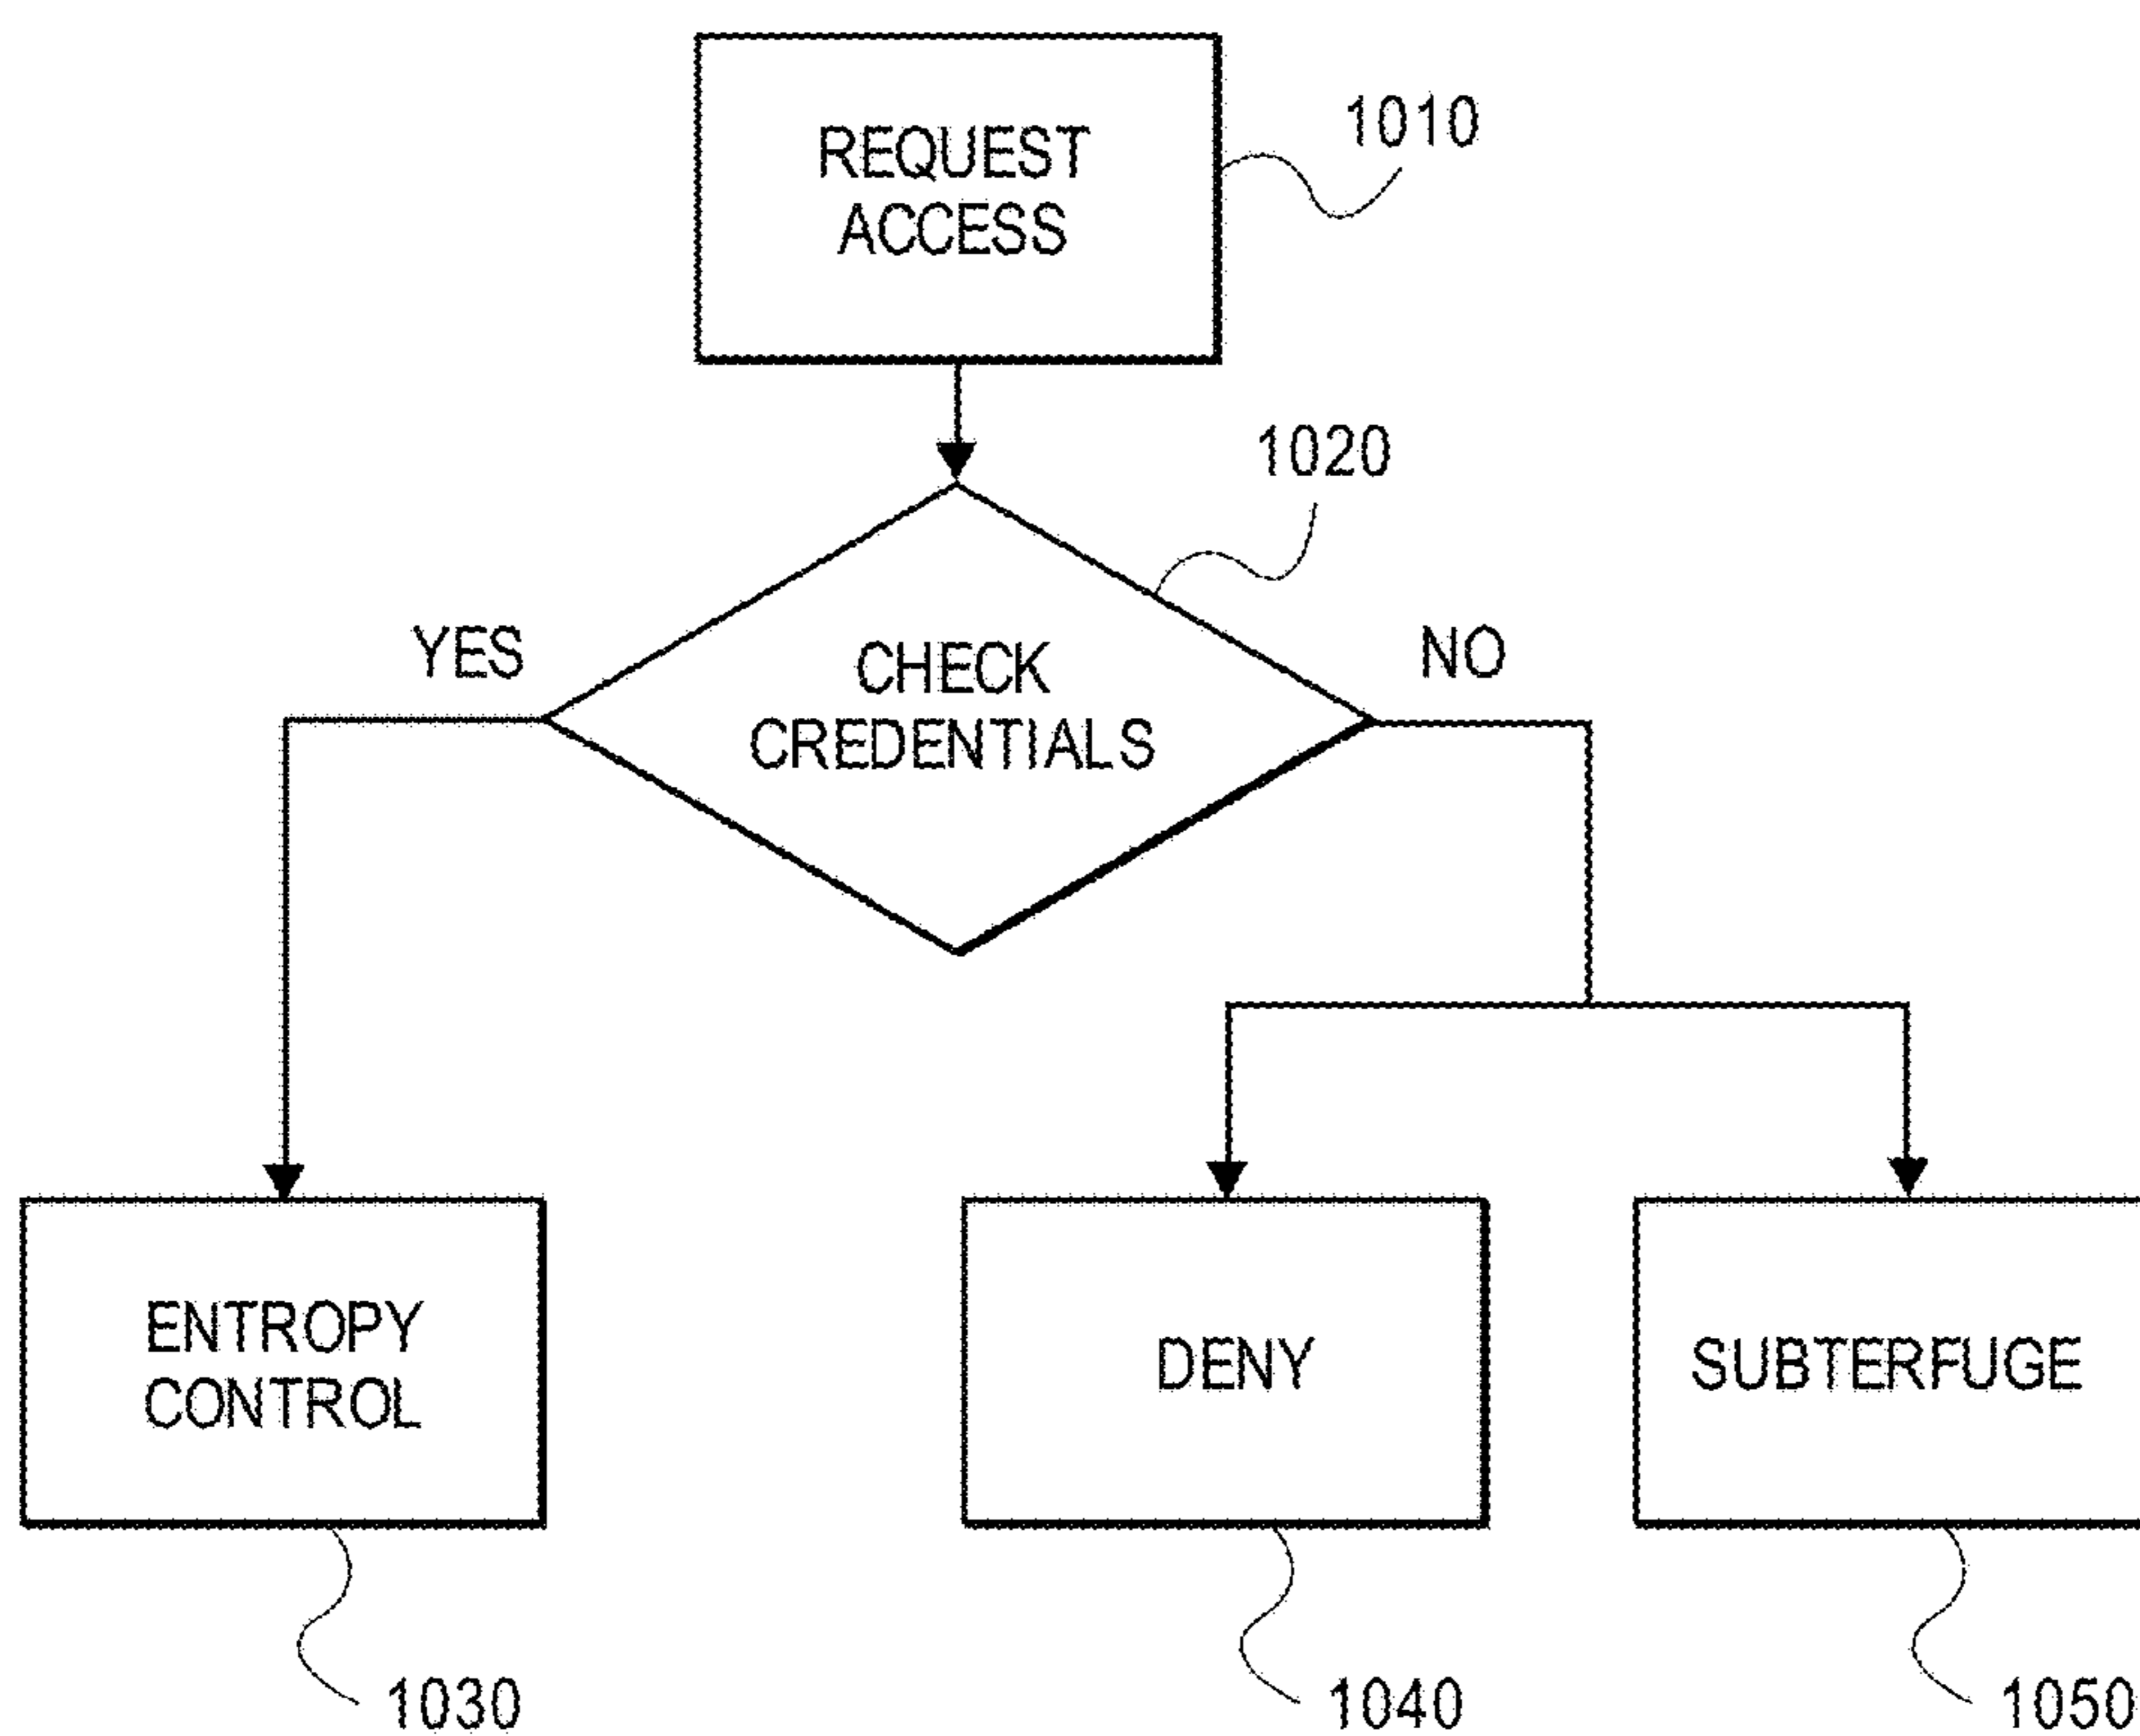 REQUEST
ACCESS
1010
1020
YES
CHECK
CREDENTIALS
NO
ENTROPY
CONTROL
DENY
SUBTERFUGE
1030
1040
1050